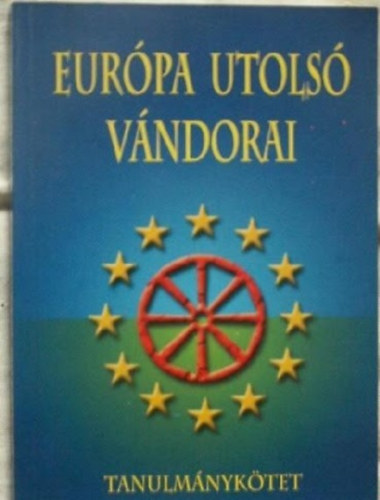 EURÓPA UTOLSÓ
VÁNDORAI
TANULMÁNYKÖTET